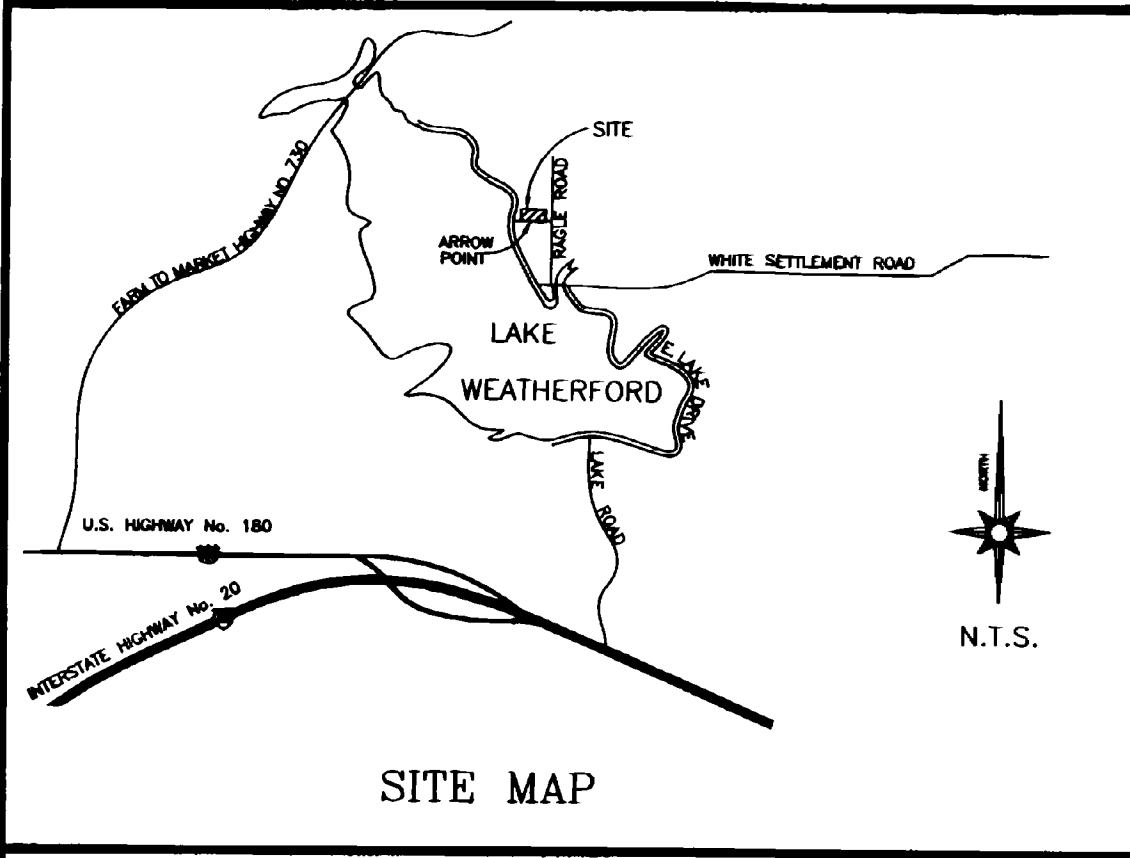 SITE
FARM TO MARKET HIGHWAY NO. 730
RAGLE ROAD
ARROW
POINT
WHITE SETTLEMENT ROAD
LAKE
WEATHERFORD
E. LAKE DRIVE
LAKE ROAD
NORTH
U.S. HIGHWAY No. 180
INTERSTATE HIGHWAY No. 20
N.T.S.
SITE MAP